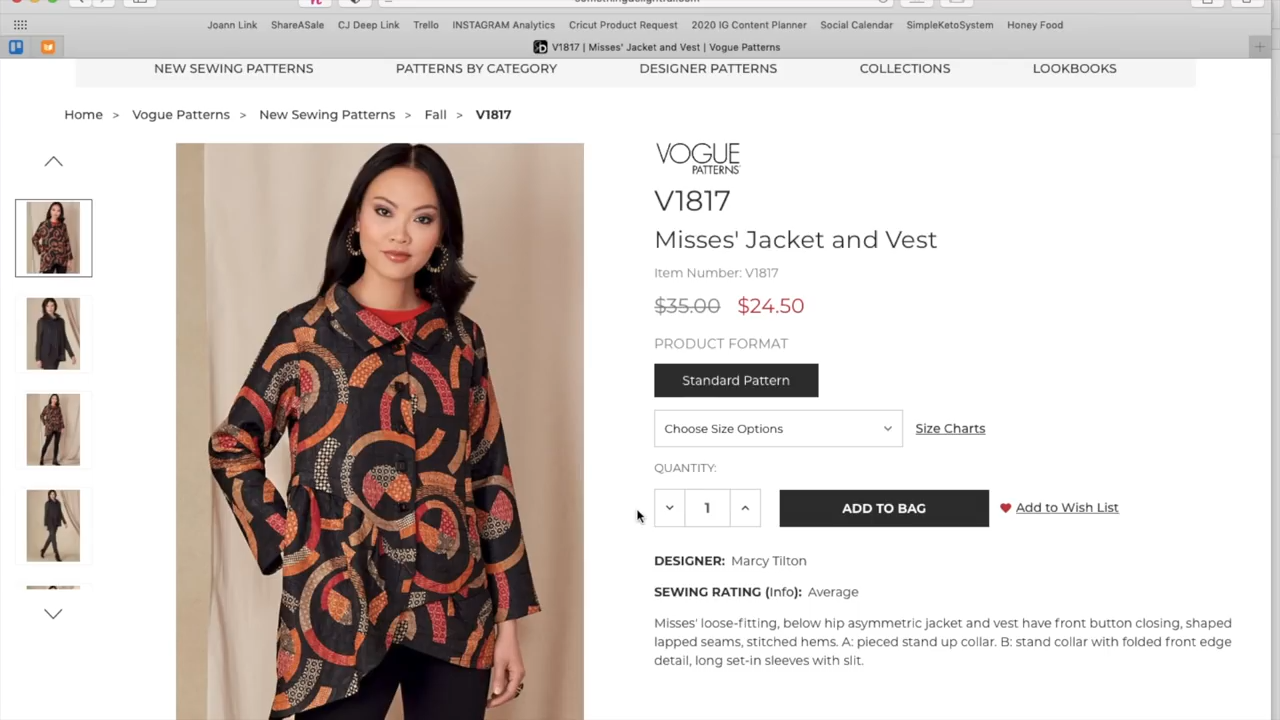 Joann Link ShareASale CJ Deep Link Trello INSTAGRAM Analytics Cricut Product Request 2020 IG Content Planner Social Calendar SimpleKetoSystem Honey Food
V1817 | Misses' Jacket and Vest | Vogue Patterns
NEW SEWING PATTERNS PATTERNS BY CATEGORY DESIGNER PATTERNS COLLECTIONS LOOKBOOKS
Home > Vogue Patterns > New Sewing Patterns > Fall > V1817
VOGUE
PATTERNS
V1817
Misses' Jacket and Vest
Item Number: V1817
$35.00 $24.50
PRODUCT FORMAT
Standard Pattern
Choose Size Options Size Charts
QUANTITY:
1 ADD TO BAG Add to Wish List
DESIGNER: Marcy Tilton
SEWING RATING (Info): Average
Misses' loose-fitting, below hip asymmetric jacket and vest have front button closing, shaped
lapped seams, stitched hems. A: pieced stand up collar. B: stand collar with folded front edge
detail, long set-in sleeves with slit.